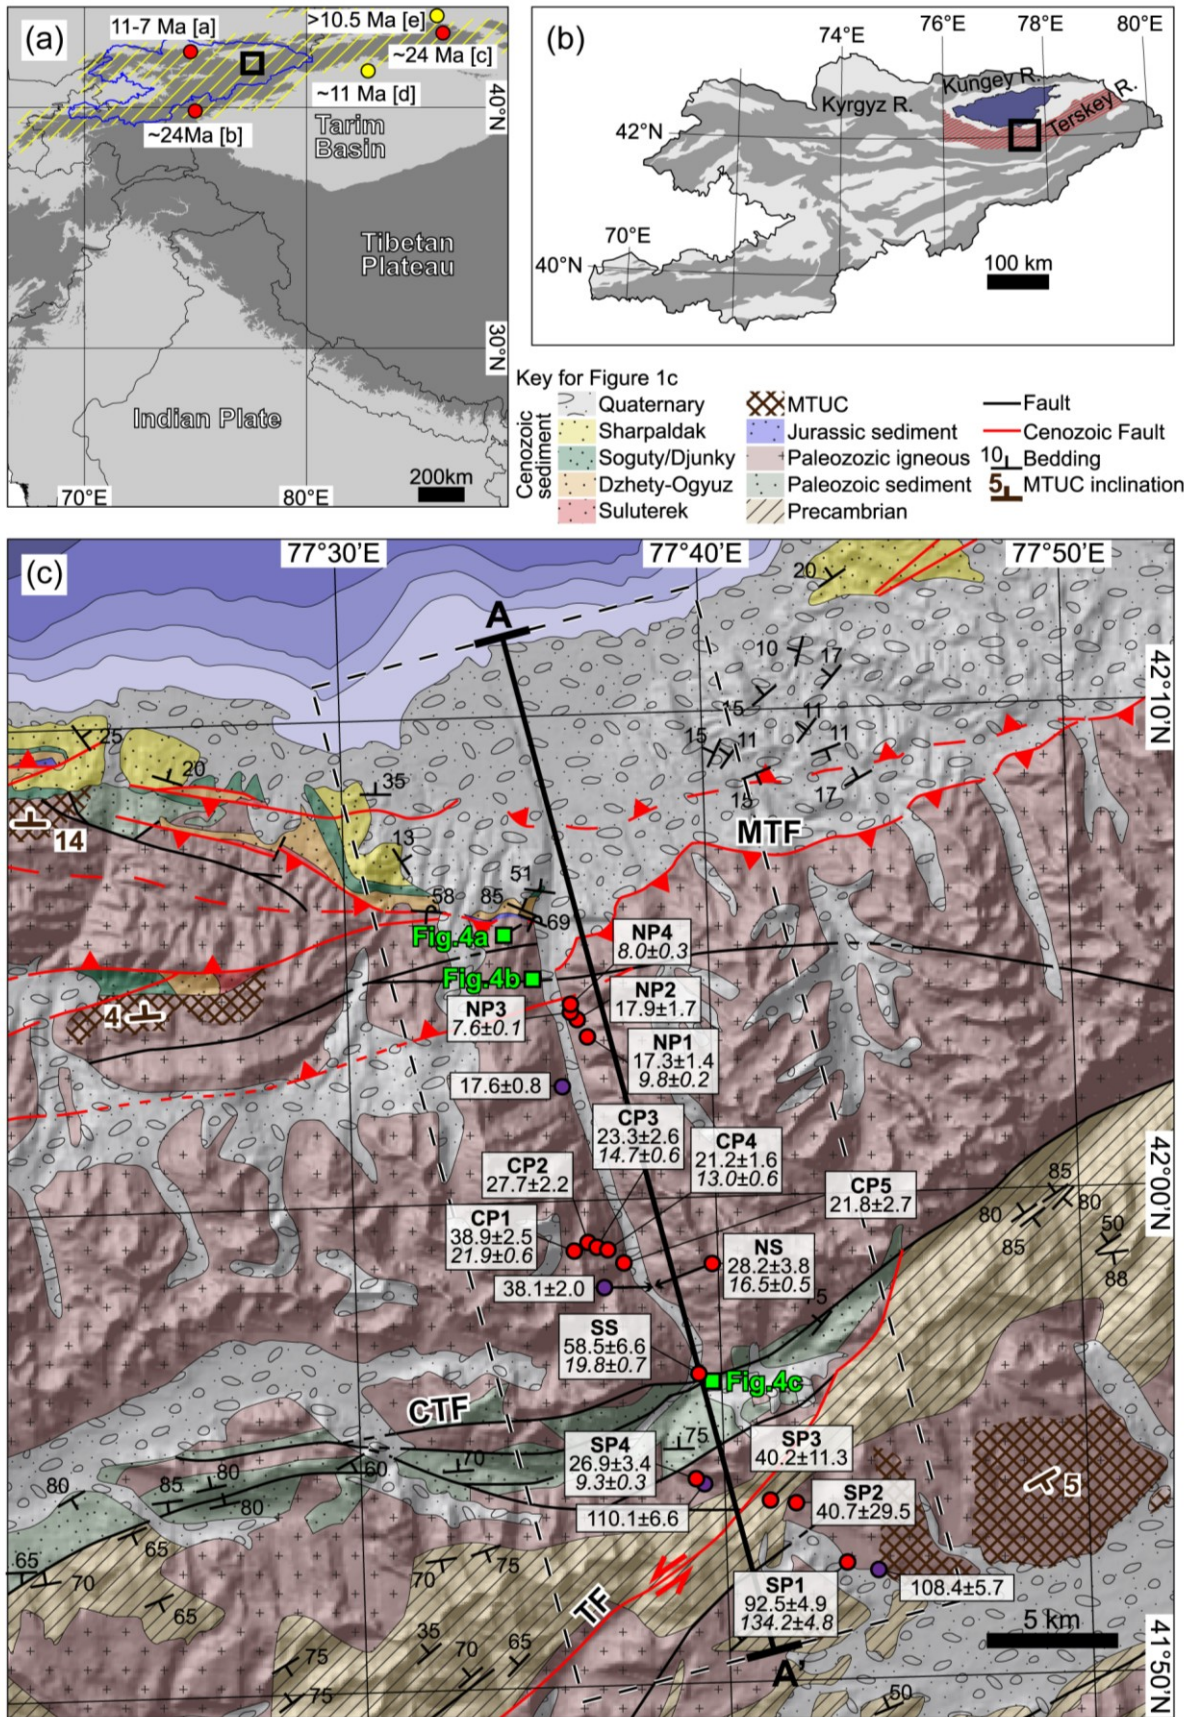 (a)
11-7 Ma [a]
>10.5 Ma [e]
~24 Ma [c]
~11 Ma [d]
~24Ma [b]
40°N
Tarim
Basin
Tibetan
Plateau
30°N
Indian Plate
200km
70°E
80°E
(b)
74°E
76°E
78°E
80°E
Kungey R.
Kyrgyz R.
Terskey R.
42°N
70°E
40°N
100 km
Key for Figure 1c
Cenozoic
sediment
Quaternary
Sharpaldak
Soguty/Djunky
Dzhety-Ogyuz
Suluterek
MTUC
Jurassic sediment
Paleozozic igneous
Paleozoic sediment
Precambrian
Fault
Cenozoic Fault
10 Bedding
5 MTUC inclination
(c)
77°30'E
77°40'E
77°50'E
A
20
10
17
42°10'N
15
11
25
15
11
11
20
35
15
17
14
MTF
13
51
58
85
69
Fig.4a
NP4
8.0±0.3
Fig.4b
NP3
7.6±0.1
NP2
17.9±1.7
4
NP1
17.3±1.4
9.8±0.2
17.6±0.8
CP3
23.3±2.6
14.7±0.6
CP4
21.2±1.6
13.0±0.6
CP2
27.7±2.2
CP5
21.8±2.7
42°00'N
85
80
80
50
85
88
CP1
38.9±2.5
21.9±0.6
NS
28.2±3.8
16.5±0.5
38.1±2.0
75
SS
58.5±6.6
19.8±0.7
Fig.4c
CTF
75
SP4
26.9±3.4
9.3±0.3
SP3
40.2±11.3
60
70
80
85
80
80
SP2
40.7±29.5
5
110.1±6.6
65
75
70
65
70
65
SP1
92.5±4.9
134.2±4.8
108.4±5.7
TF
35
70
65
75
75
5 km
A'
50
41°50'N